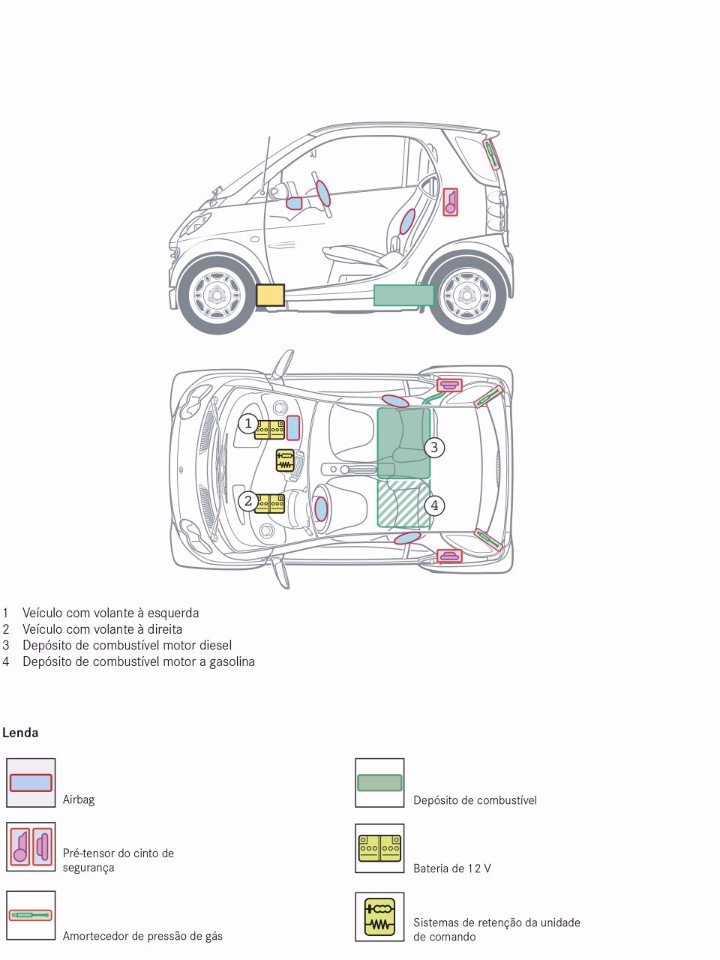 1
2
3
4
1 Veículo com volante à esquerda
2 Veículo com volante à direita
3 Depósito de combustível motor diesel
4 Depósito de combustível motor a gasolina
Lenda
Airbag
Depósito de combustível
Pré-tensor do cinto de
segurança
Bateria de 12 V
Amortecedor de pressão de gás
Sistemas de retenção da unidade
de comando